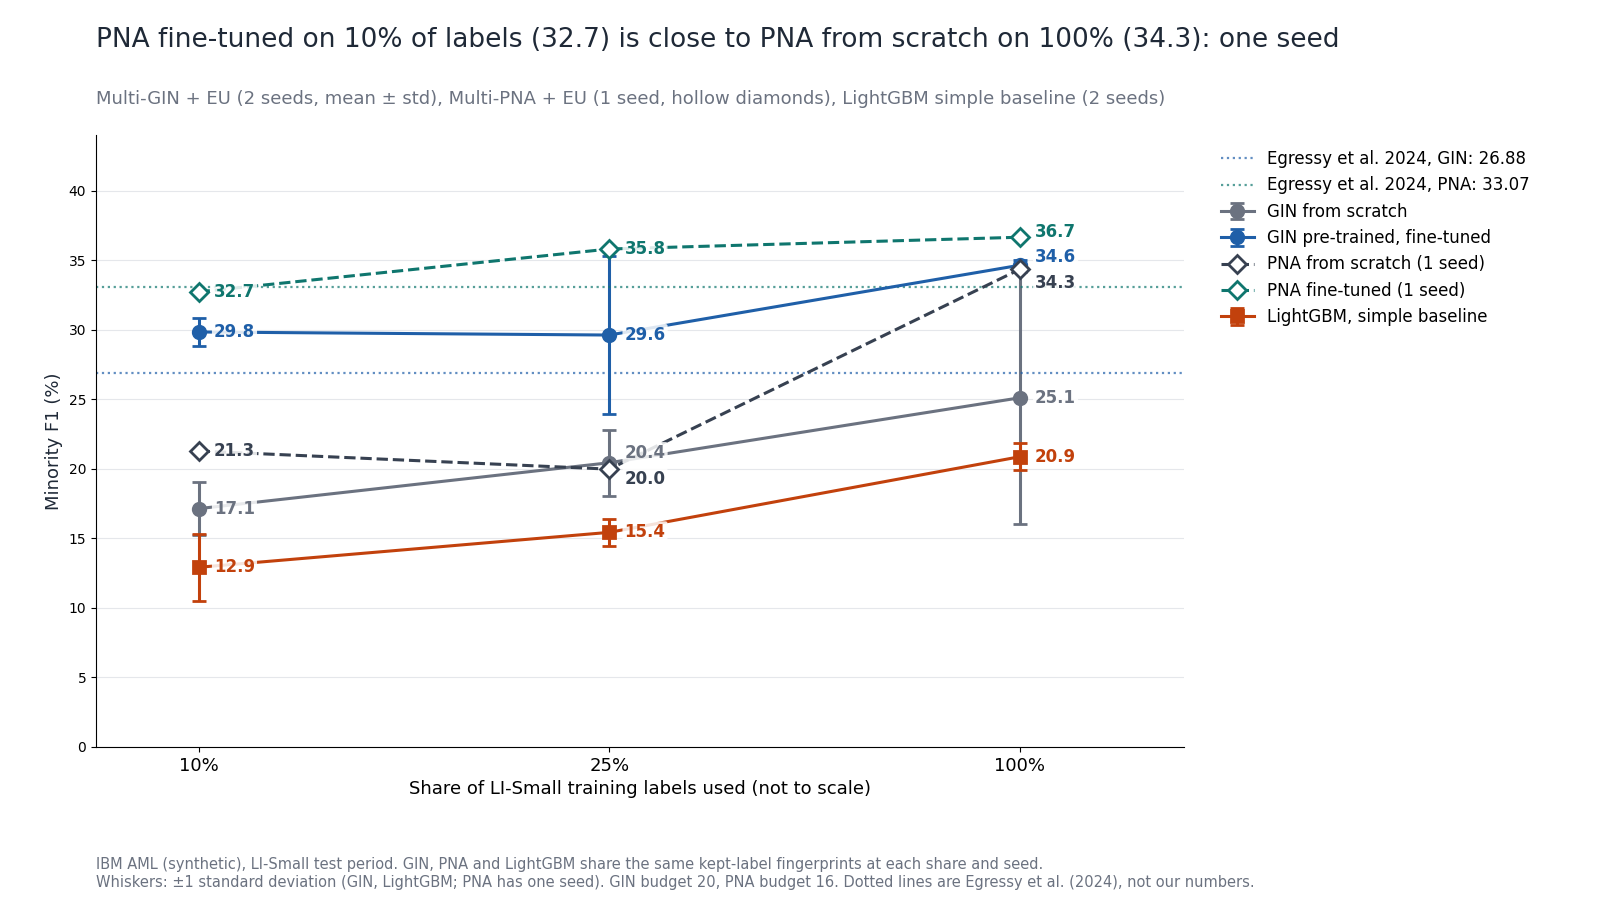 PNA fine-tuned on 10% of labels (32.7) is close to PNA from scratch on 100% (34.3): one seed
Multi-GIN + EU (2 seeds, mean ± std), Multi-PNA + EU (1 seed, hollow diamonds), LightGBM simple baseline (2 seeds)
Egressy et al. 2024, GIN: 26.88
Egressy et al. 2024, PNA: 33.07
GIN from scratch
GIN pre-trained, fine-tuned
PNA from scratch (1 seed)
PNA fine-tuned (1 seed)
LightGBM, simple baseline
Minority F1 (%)
40
35
30
25
20
15
10
5
0
32.7
35.8
36.7
29.8
29.6
34.6
34.3
21.3
20.4
20.0
25.1
17.1
12.9
15.4
20.9
10%
25%
100%
Share of LI-Small training labels used (not to scale)
IBM AML (synthetic), LI-Small test period. GIN, PNA and LightGBM share the same kept-label fingerprints at each share and seed.
Whiskers: ±1 standard deviation (GIN, LightGBM; PNA has one seed). GIN budget 20, PNA budget 16. Dotted lines are Egressy et al. (2024), not our numbers.